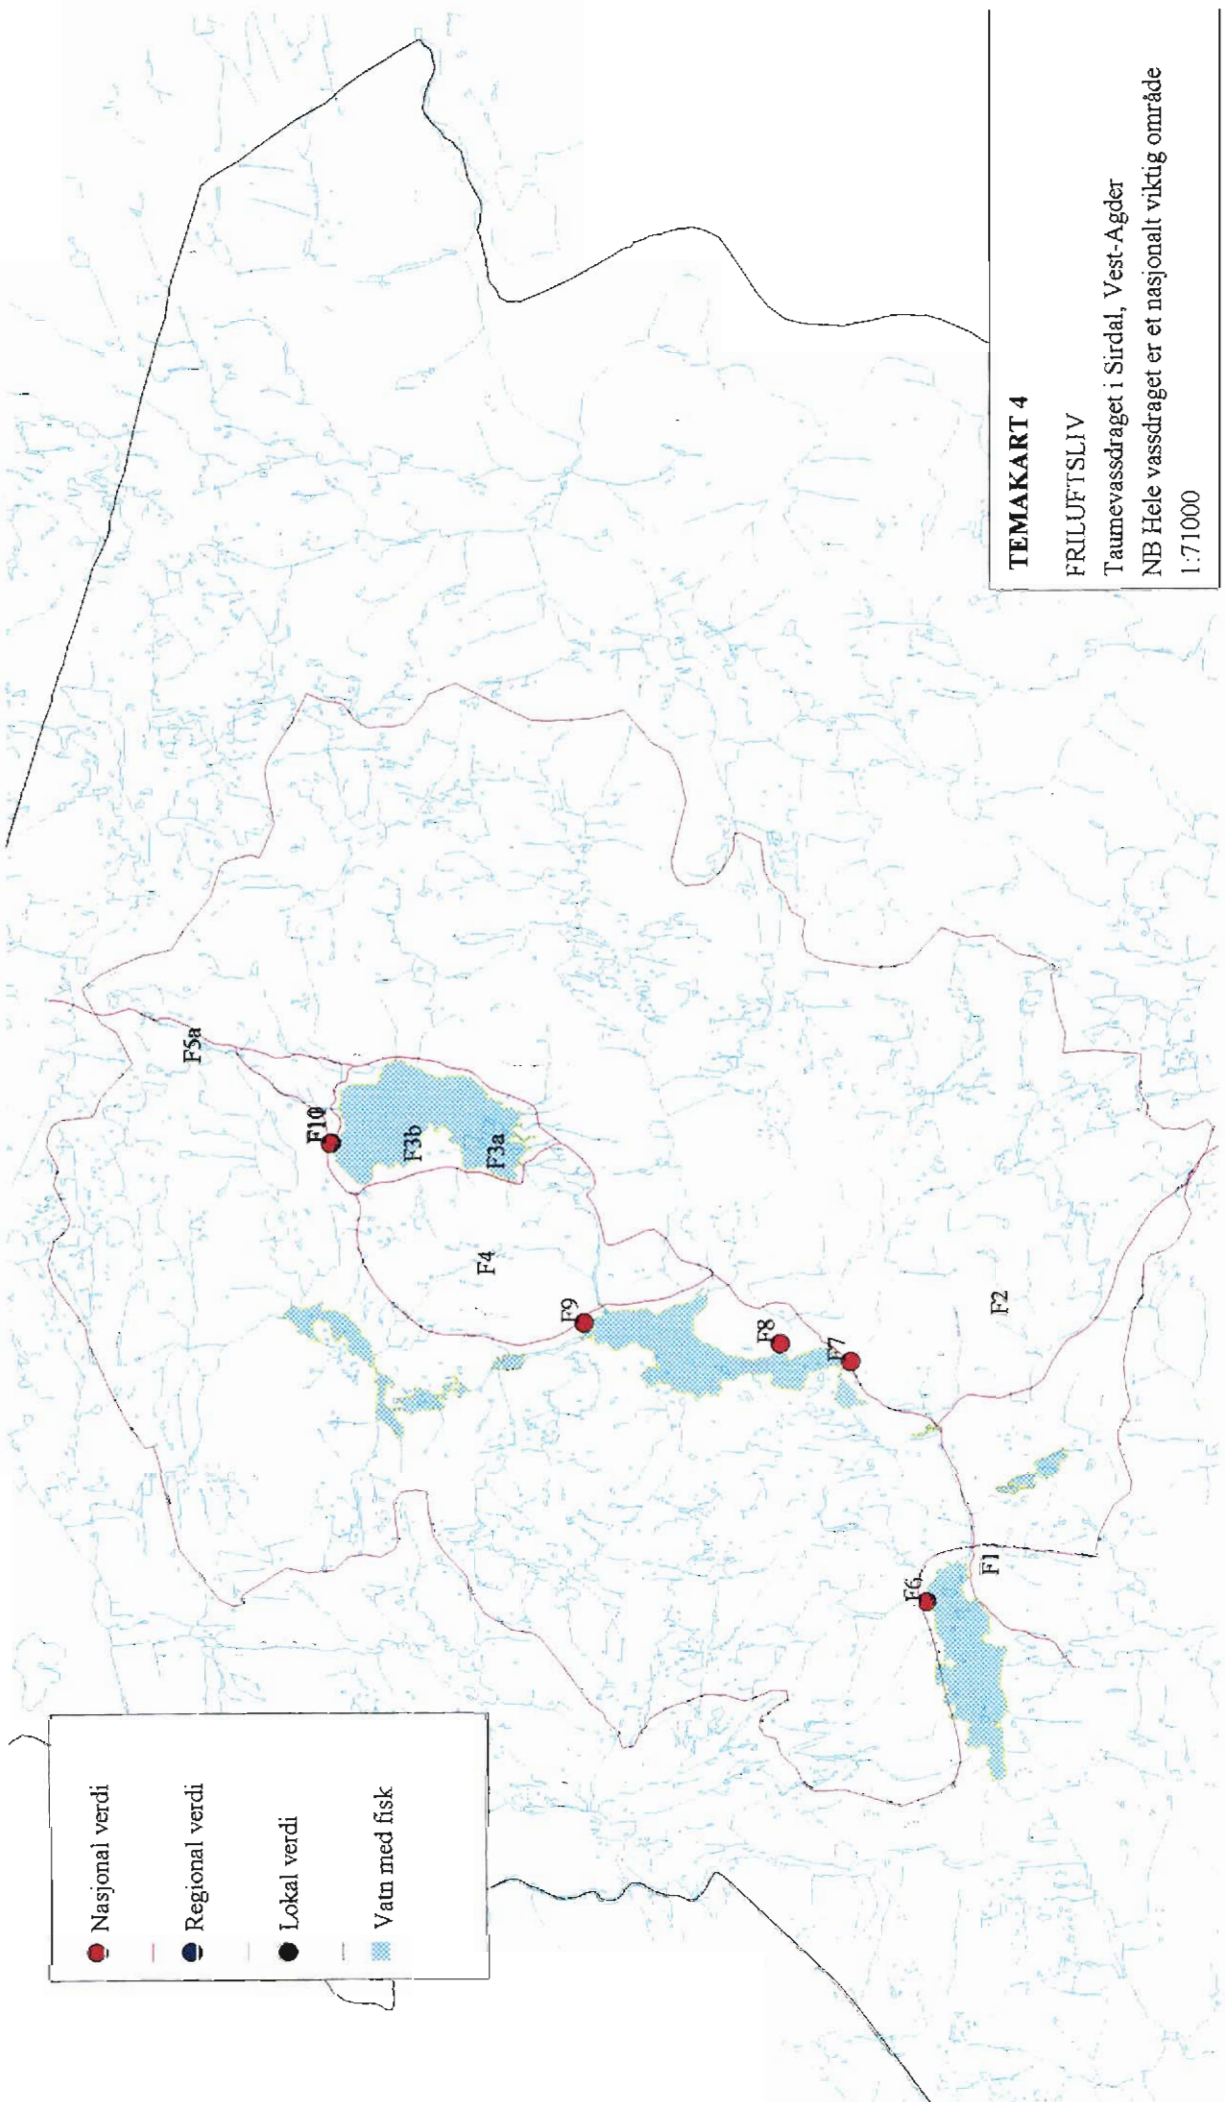 Nasjonal verdi
Regional verdi
Lokal verdi
Vatn med fisk
F5a
F10
F3b
F3a
F4
F9
F8
F7
F2
F6
F1
TEMAKART 4
FRILUFTSLIV
Taumevassdraget i Sirdal, Vest-Agder
NB Hele vassdraget er et nasjonalt viktig område
1:71000